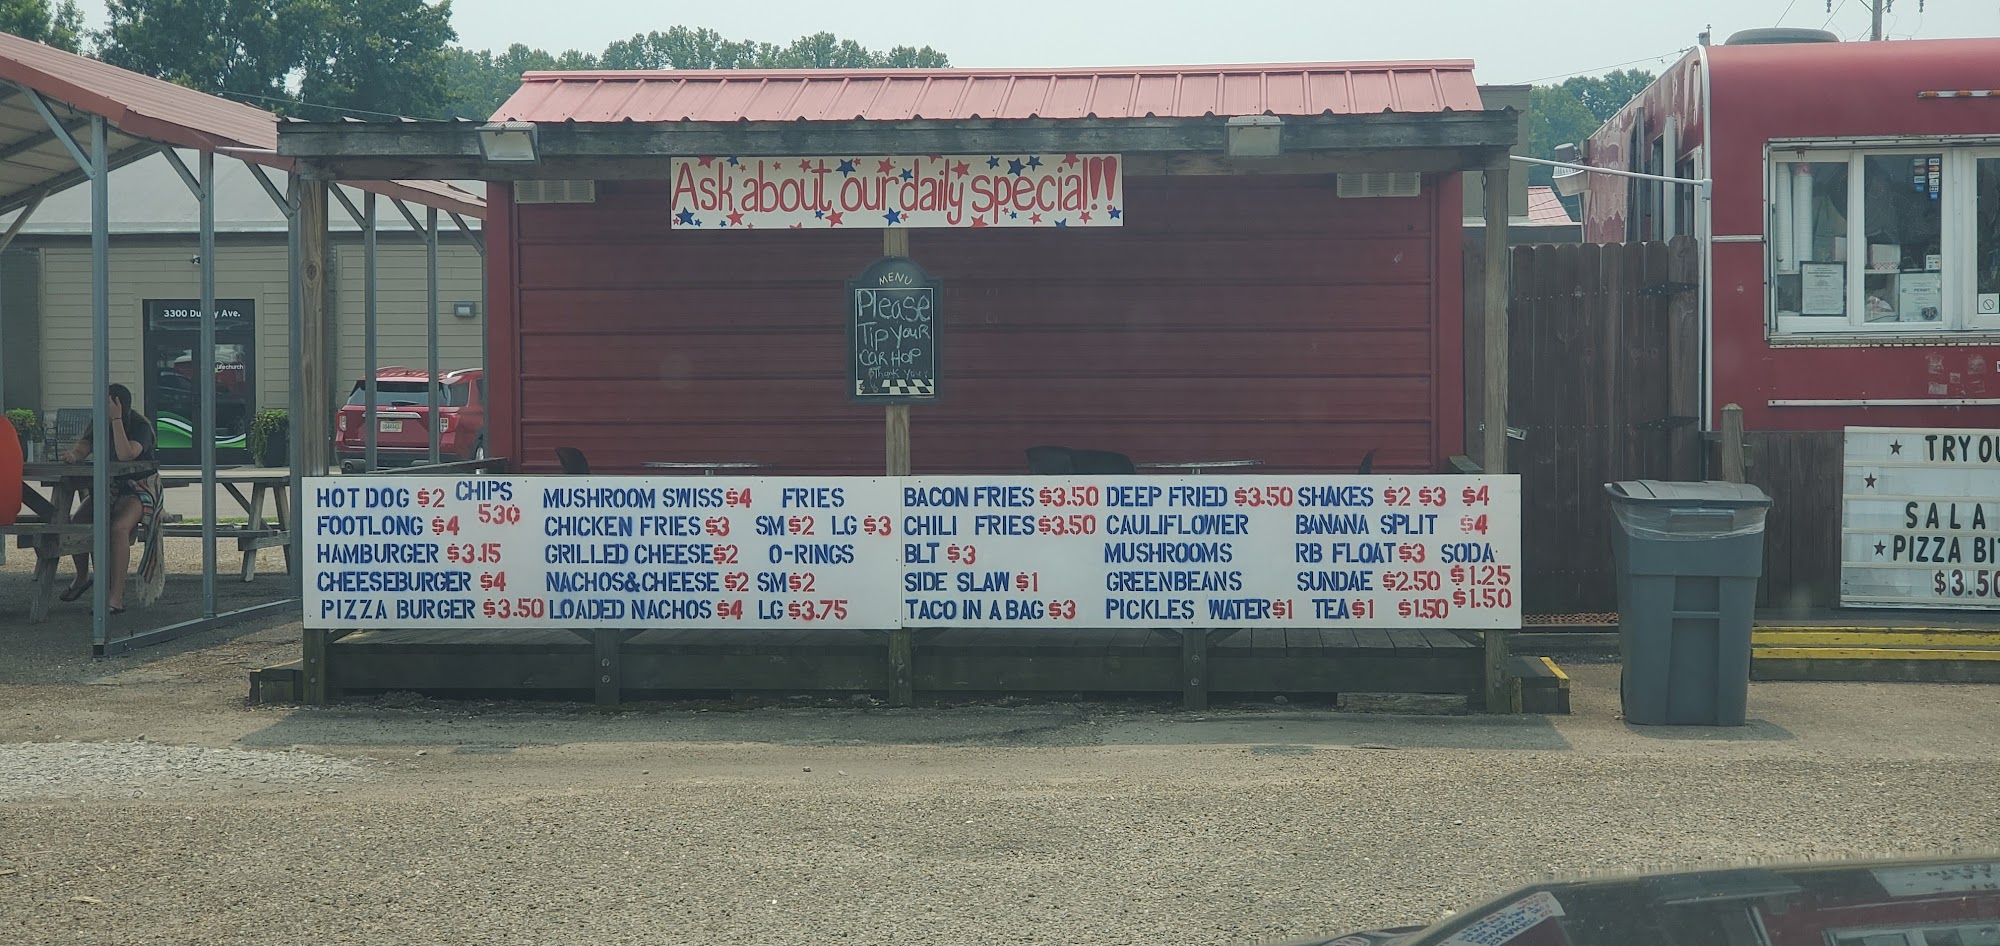 Ask about our daily special!!
MENU
Please
Tip your
car hop
Thank you!
3300 Du y Ave.
church
HOT DOG $2 CHIPS 53¢
FOOTLONG $4
HAMBURGER $3.15
CHEESEBURGER $4
PIZZA BURGER $3.50
MUSHROOM SWISS $4
CHICKEN FRIES $3
GRILLED CHEESE $2
NACHOS&CHEESE $2
LOADED NACHOS $4
FRIES
SM $2 LG $3
O-RINGS
SM $2
LG $3.75
BACON FRIES $3.50
CHILI FRIES $3.50
BLT $3
SIDE SLAW $1
TACO IN A BAG $3
DEEP FRIED $3.50
CAULIFLOWER
MUSHROOMS
GREENBEANS
PICKLES
SHAKES $2 $3 $4
BANANA SPLIT $4
RB FLOAT $3
SUNDAE $2.50
SODA
$1.25
$1.50
WATER $1 TEA $1 $1.50
TRY OU
SALA
PIZZA BI
$3.50